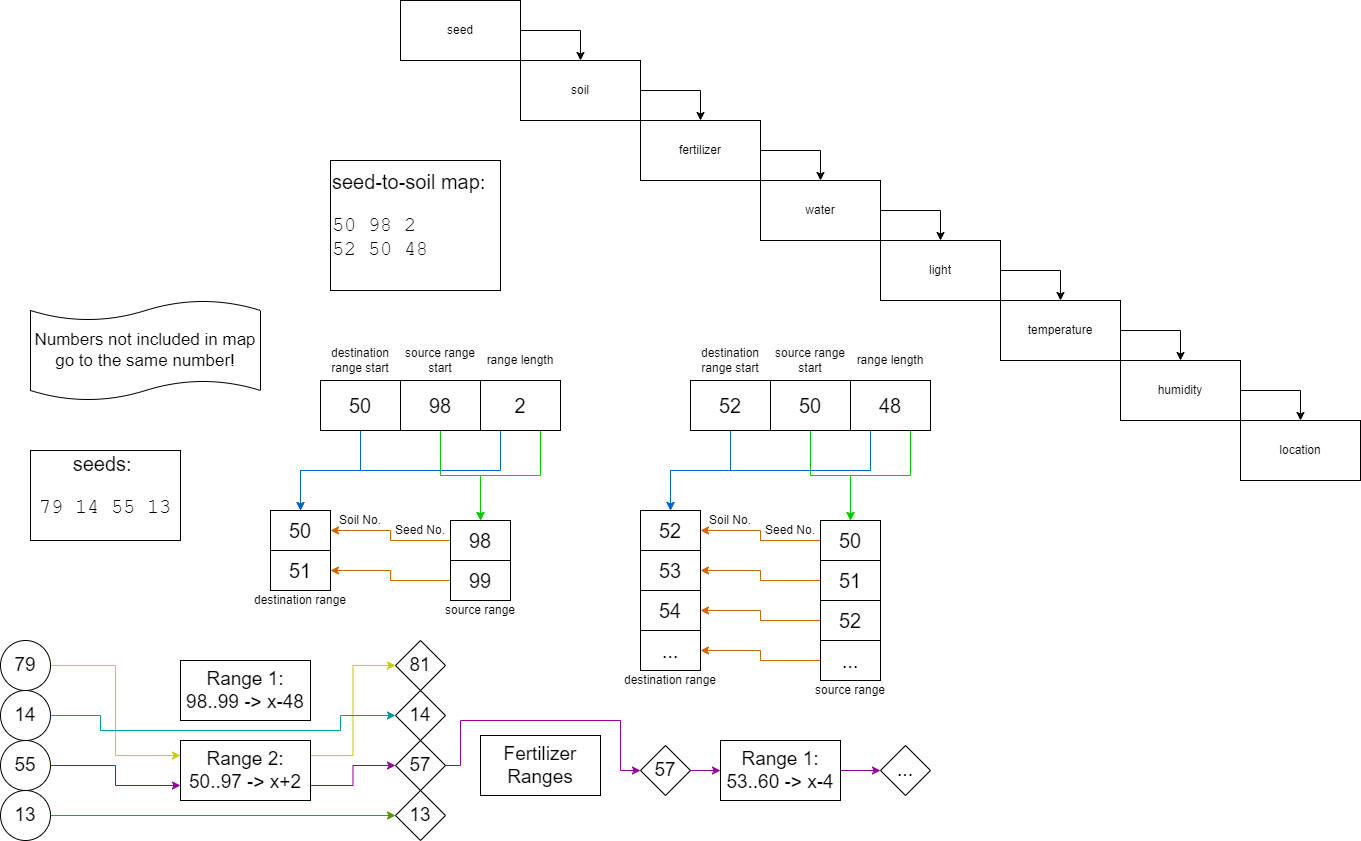 seed
soil
fertilizer
water
light
temperature
humidity
location
seed-to-soil map:
50 98 2
52 50 48
Numbers not included in map
go to the same number!
seeds:
79 14 55 13
destination
range start
source range
start
range length
50
98
2
50
51
destination range
Soil No.
Seed No.
98
99
source range
destination
range start
source range
start
range length
52
50
48
52
53
54
...
destination range
Soil No.
Seed No.
50
51
52
...
source range
79
14
55
13
Range 1:
98..99 -> x-48
Range 2:
50..97 -> x+2
81
14
57
13
Fertilizer
Ranges
57
Range 1:
53..60 -> x-4
...